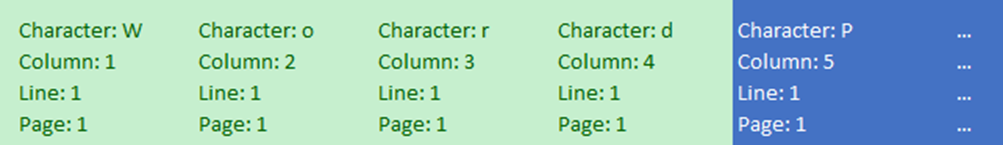 Character: W Character: o Character: r Character: d Character: P ...
Column: 1 Column: 2 Column: 3 Column: 4 Column: 5 ...
Line: 1 Line: 1 Line: 1 Line: 1 Line: 1 ...
Page: 1 Page: 1 Page: 1 Page: 1 Page: 1 ...